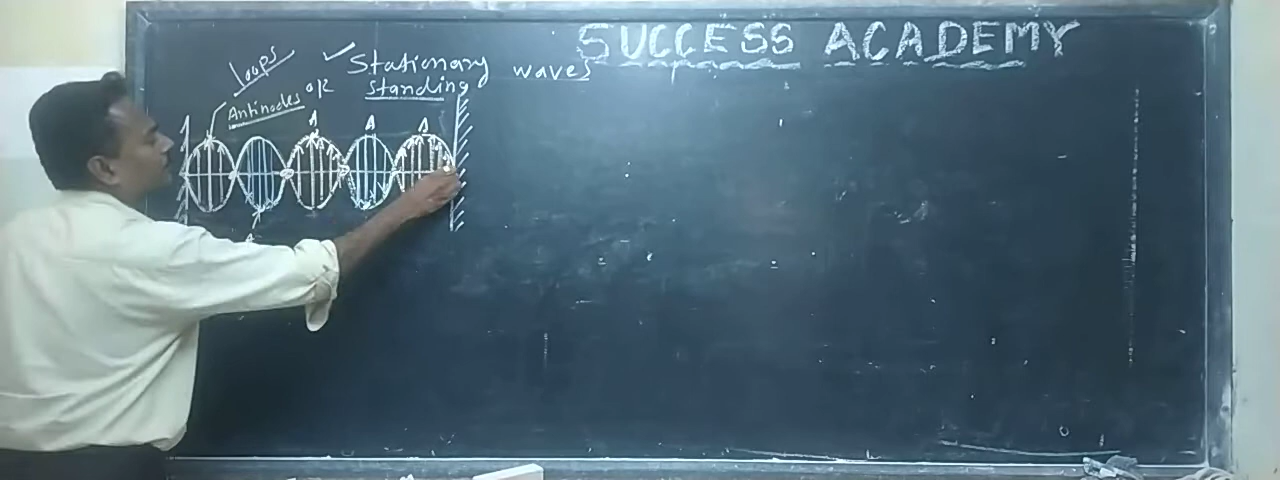 SUCCESS ACADEMY
Loops ✓ Stationary waves
Antinodes or standing
A A A